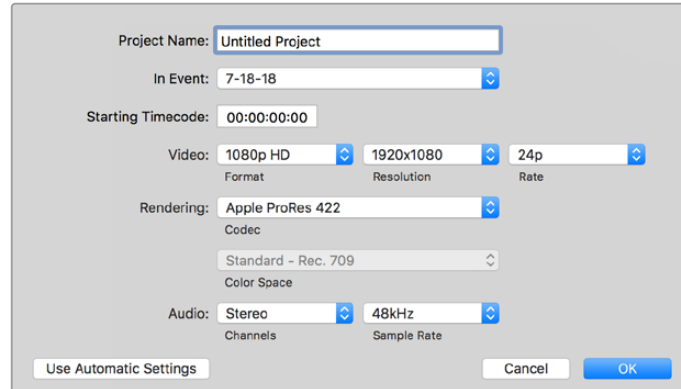 Project Name: Untitled Project
In Event: 7-18-18
Starting Timecode: 00:00:00:00
Video: 1080p HD 1920x1080 24p
Format Resolution Rate
Rendering: Apple ProRes 422
Codec
Standard - Rec. 709
Color Space
Audio: Stereo 48kHz
Channels Sample Rate
Use Automatic Settings Cancel OK